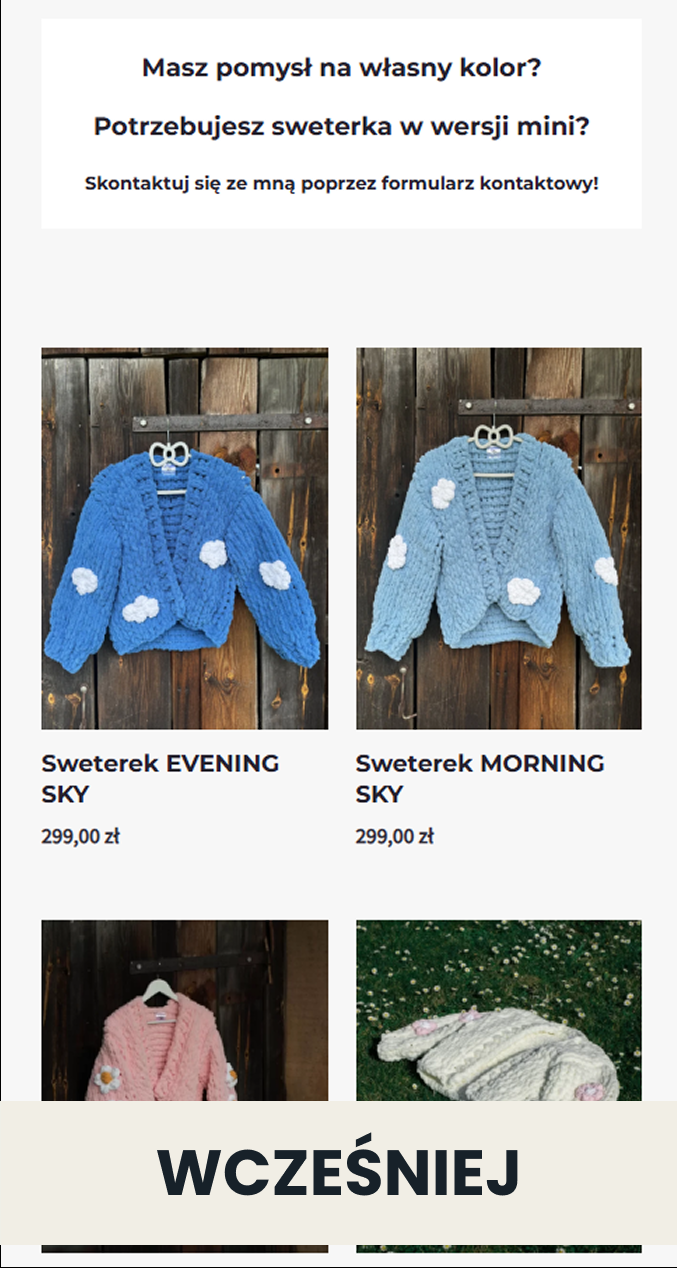 Masz pomysł na własny kolor?
Potrzebujesz sweterka w wersji mini?
Skontaktuj się ze mną poprzez formularz kontaktowy!
Sweterek EVENING
SKY
299,00 zł
Sweterek MORNING
SKY
299,00 zł
WCZEŚNIEJ